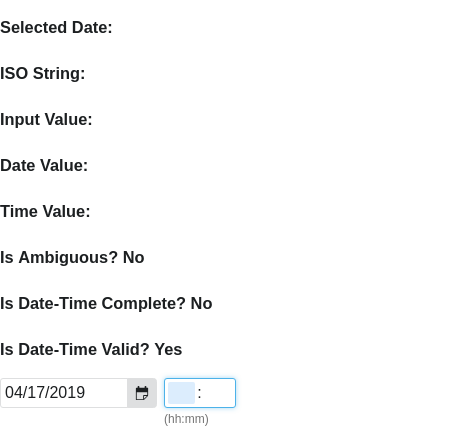 Selected Date:
ISO String:
Input Value:
Date Value:
Time Value:
Is Ambiguous? No
Is Date-Time Complete? No
Is Date-Time Valid? Yes
04/17/2019 :
(hh:mm)